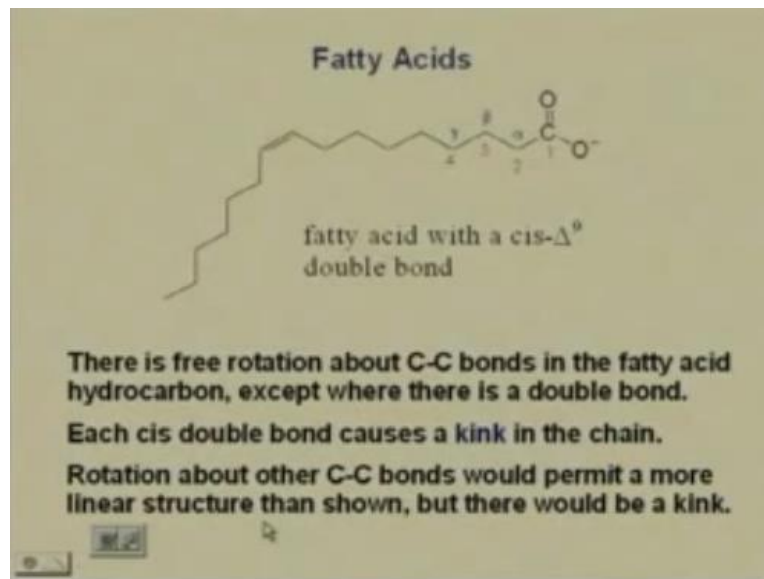 Fatty Acids
O
γ β α C
4 3 2 1 O⁻
fatty acid with a cis-Δ⁹
double bond
There is free rotation about C-C bonds in the fatty acid
hydrocarbon, except where there is a double bond.
Each cis double bond causes a kink in the chain.
Rotation about other C-C bonds would permit a more
linear structure than shown, but there would be a kink.